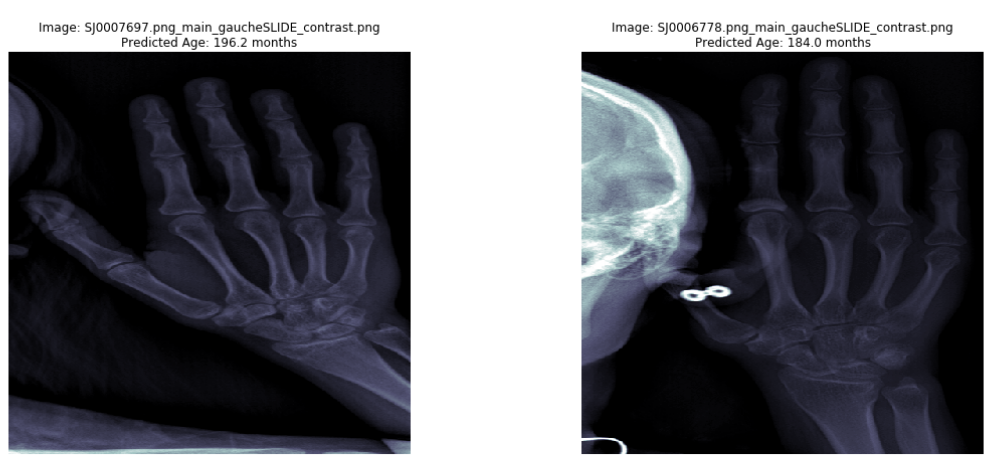 Image: SJ0007697.png_main_gaucheSLIDE_contrast.png
Predicted Age: 196.2 months
Image: SJ0006778.png_main_gaucheSLIDE_contrast.png
Predicted Age: 184.0 months